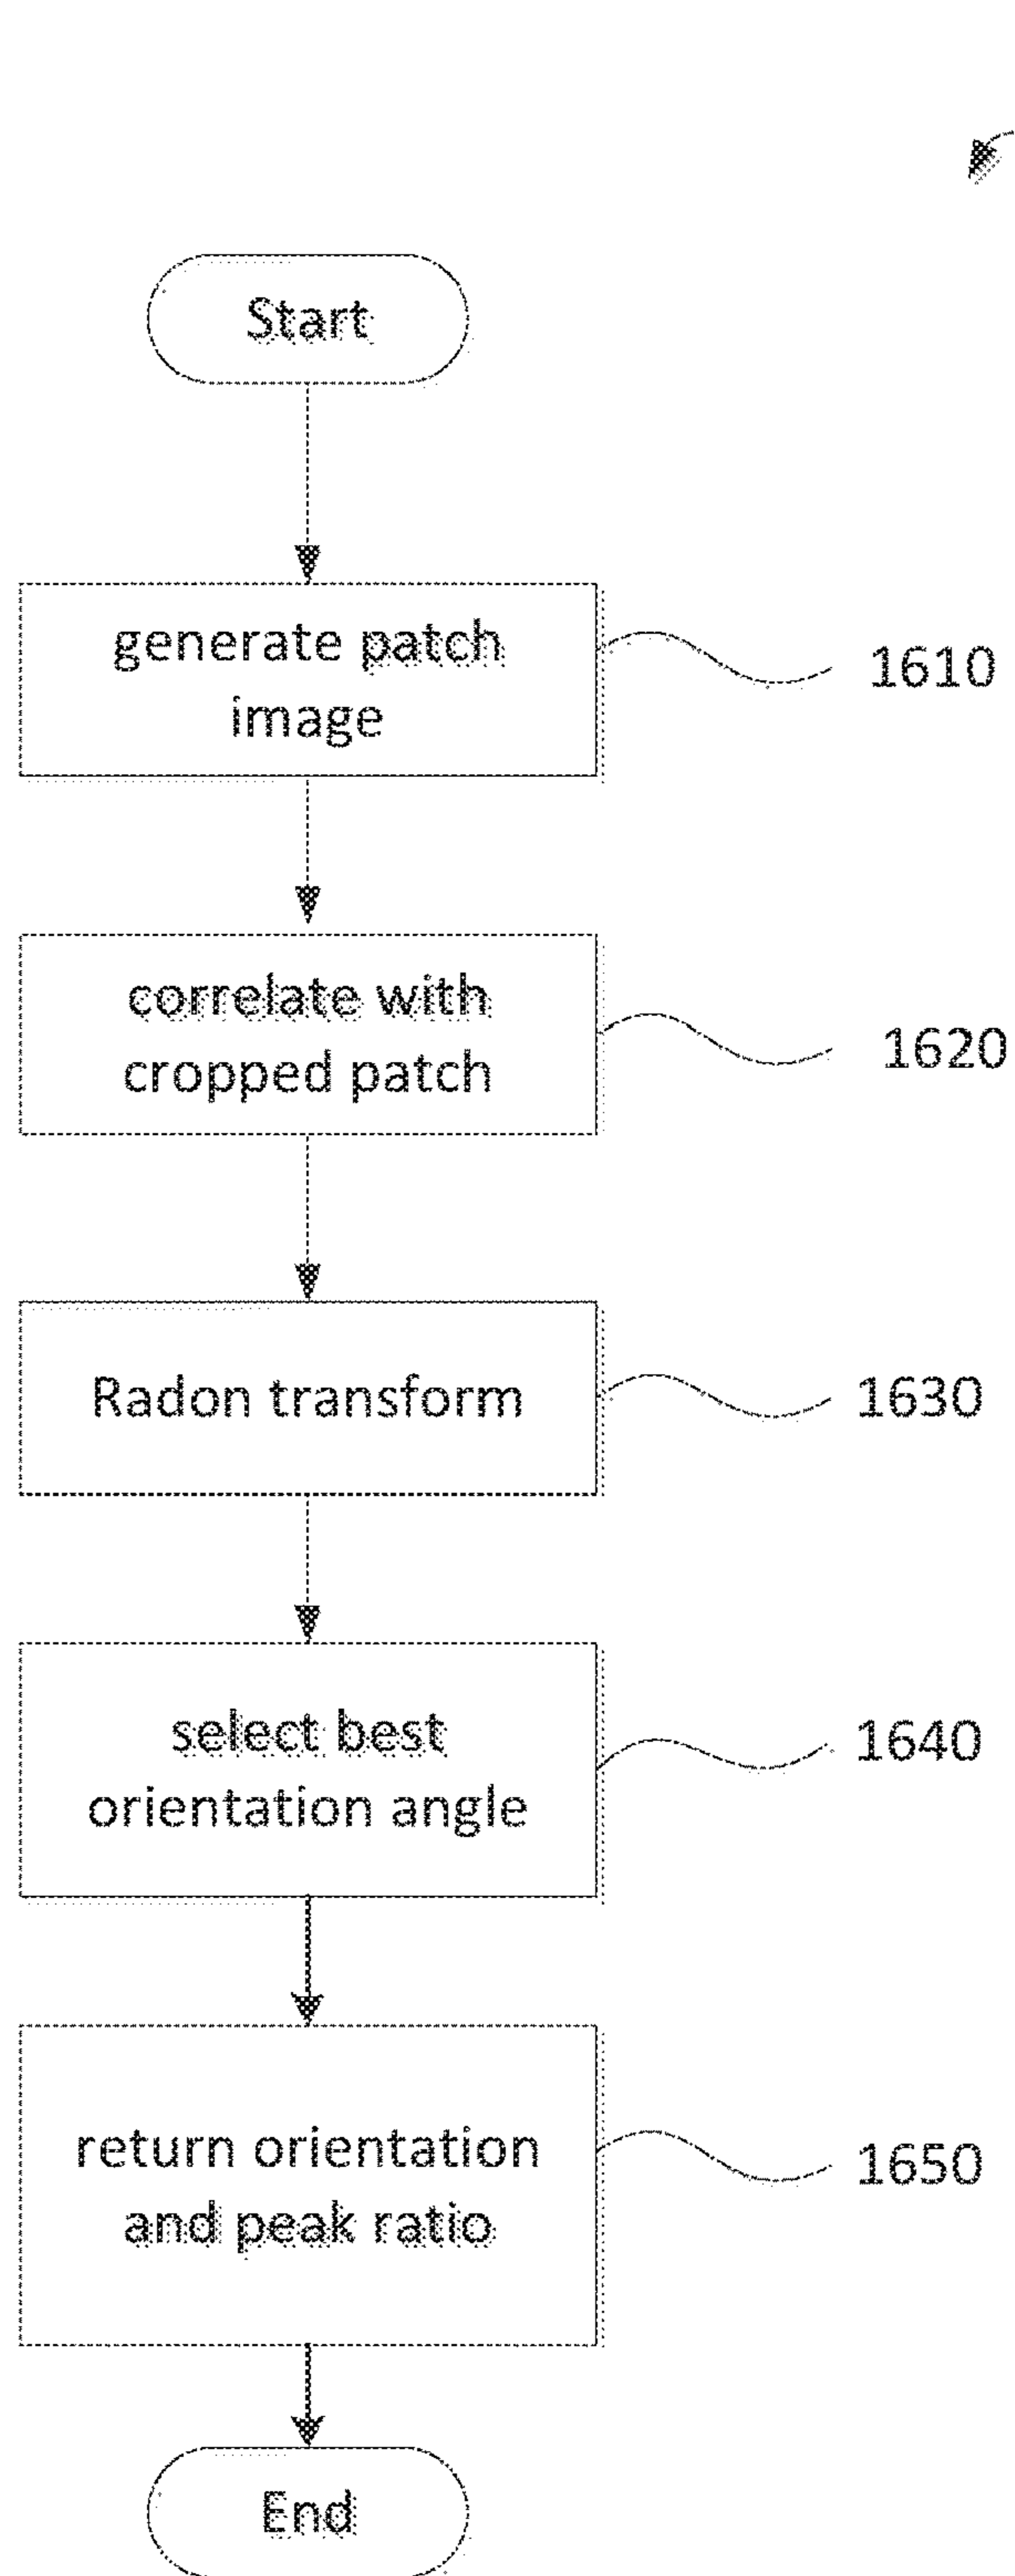 Start
generate patch
image
1610
correlate with
cropped patch
1620
Radon transform
1630
select best
orientation angle
1640
return orientation
and peak ratio
1650
End